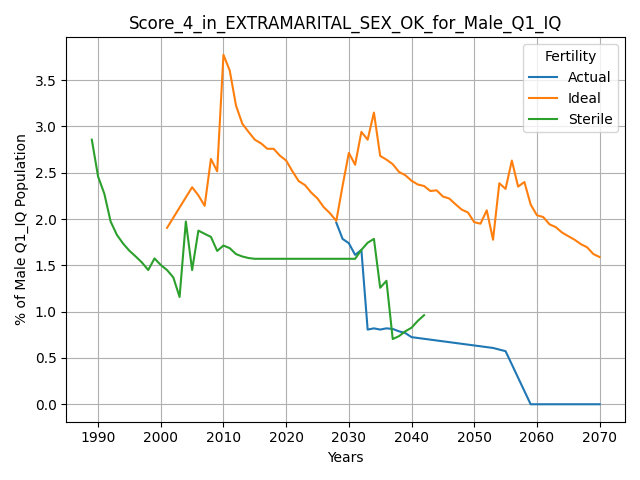 Score_4_in_EXTRAMARITAL_SEX_OK_for_Male_Q1_IQ
% of Male Q1_IQ Population
3.5
3.0
2.5
2.0
1.5
1.0
0.5
0.0
Fertility
Actual
Ideal
Sterile
1990 2000 2010 2020 2030 2040 2050 2060 2070
Years